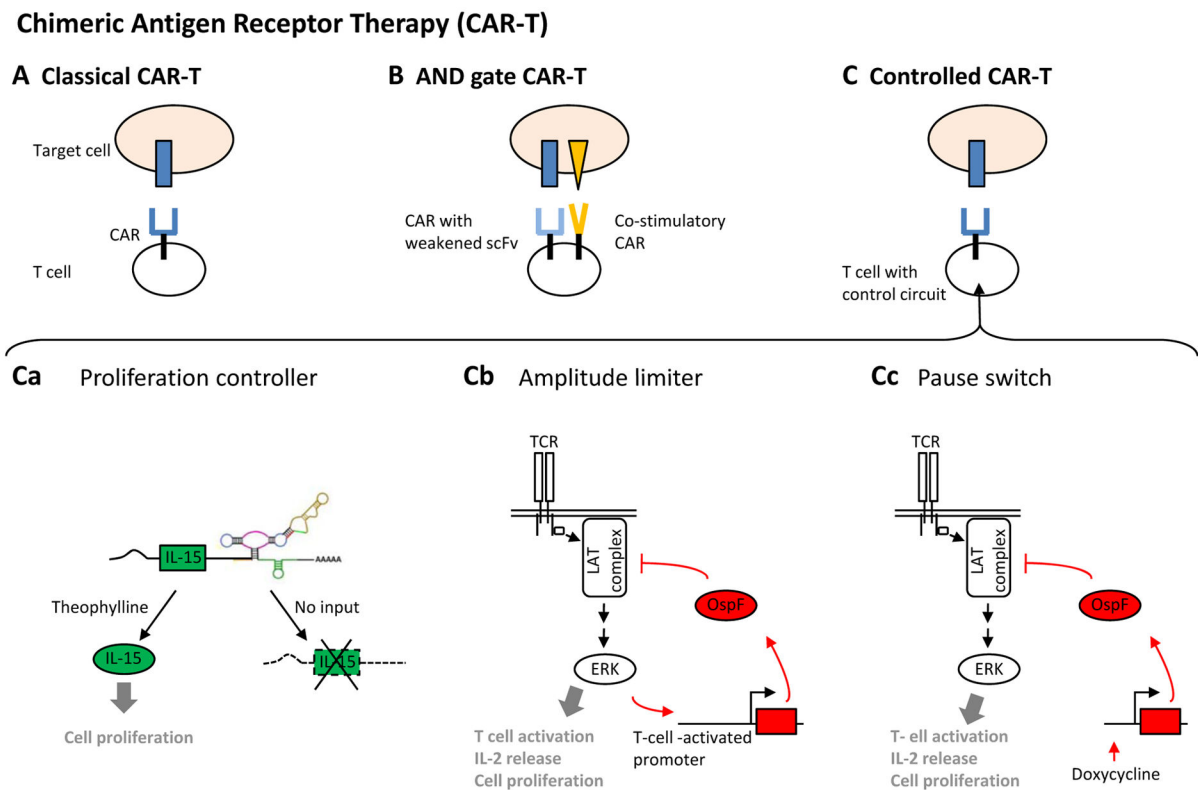 Chimeric Antigen Receptor Therapy (CAR-T)
A Classical CAR-T
B AND gate CAR-T
C Controlled CAR-T
Target cell
CAR
T cell
CAR with
weakened scFv
Co-stimulatory
CAR
T cell with
control circuit
Ca Proliferation controller
IL-15
AAAAA
Theophylline
No input
IL-15
IL-15
Cell proliferation
Cb Amplitude limiter
TCR
LAT
complex
OspF
ERK
T cell activation
IL-2 release
Cell proliferation
T-cell -activated
promoter
Cc Pause switch
TCR
LAT
complex
OspF
ERK
T- ell activation
IL-2 release
Cell proliferation
Doxycycline